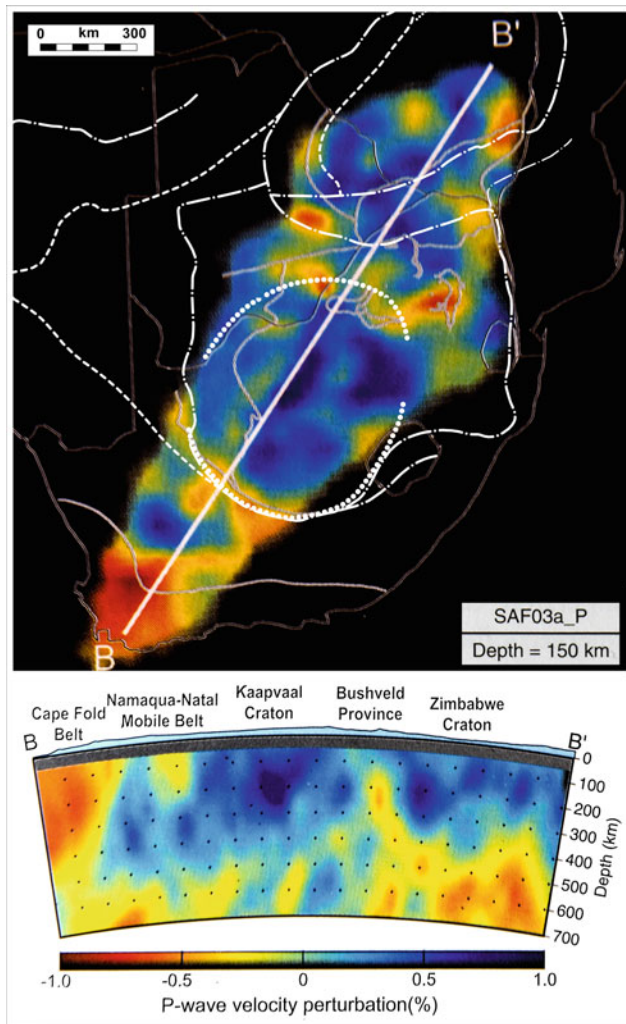 km
0 300
B'
B
SAF03a_P
Depth = 150 km
Cape Fold Belt
Namaqua-Natal Mobile Belt
Kaapvaal Craton
Bushveld Province
Zimbabwe Craton
B
B'
0
100
200
300
400
500
600
700
Depth (km)
-1.0 -0.5 0 0.5 1.0
P-wave velocity perturbation(%)